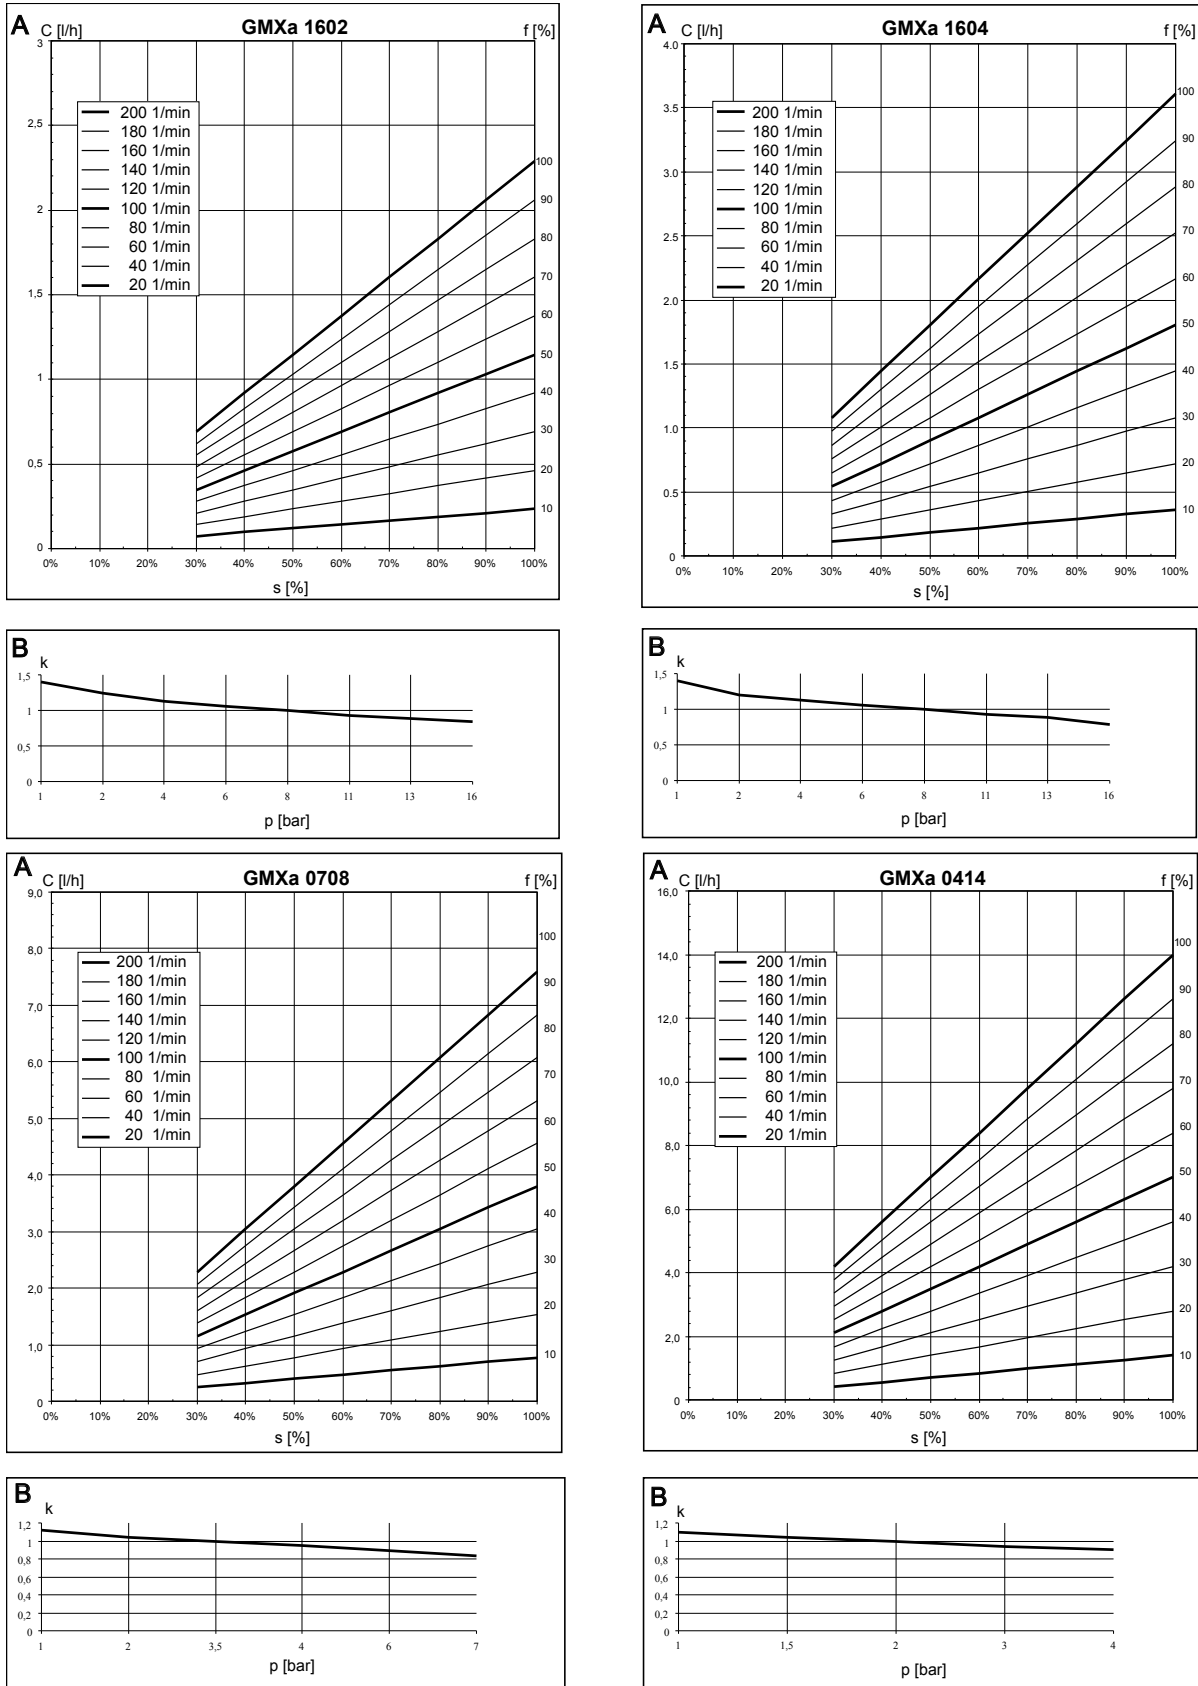 A C [l/h] GMXa 1602 f [%]
3
2,5
2
1,5
1
0,5
0
200 1/min
180 1/min
160 1/min
140 1/min
120 1/min
100 1/min
80 1/min
60 1/min
40 1/min
20 1/min
100
90
80
70
60
50
40
30
20
10
0% 10% 20% 30% 40% 50% 60% 70% 80% 90% 100%
s [%]
A C [l/h] GMXa 1604 f [%]
4.0
3.5
3.0
2.5
2.0
1.5
1.0
0.5
0
200 1/min
180 1/min
160 1/min
140 1/min
120 1/min
100 1/min
80 1/min
60 1/min
40 1/min
20 1/min
100
90
80
70
60
50
40
30
20
10
0% 10% 20% 30% 40% 50% 60% 70% 80% 90% 100%
s [%]
B
k
1,5
1
0,5
0
1 2 4 6 8 11 13 16
p [bar]
B
k
1,5
1
0,5
0
1 2 4 6 8 11 13 16
p [bar]
A C [l/h] GMXa 0708 f [%]
9,0
8,0
7,0
6,0
5,0
4,0
3,0
2,0
1,0
0
200 1/min
180 1/min
160 1/min
140 1/min
120 1/min
100 1/min
80 1/min
60 1/min
40 1/min
20 1/min
100
90
80
70
60
50
40
30
20
10
0% 10% 20% 30% 40% 50% 60% 70% 80% 90% 100%
s [%]
A C [l/h] GMXa 0414 f [%]
16,0
14,0
12,0
10,0
8,0
6,0
4,0
2,0
0
200 1/min
180 1/min
160 1/min
140 1/min
120 1/min
100 1/min
80 1/min
60 1/min
40 1/min
20 1/min
100
90
80
70
60
50
40
30
20
10
0% 10% 20% 30% 40% 50% 60% 70% 80% 90% 100%
s [%]
B
k
1,2
1
0,8
0,6
0,4
0,2
0
1 2 3,5 4 6 7
p [bar]
B
k
1,2
1
0,8
0,6
0,4
0,2
0
1 1,5 2 3 4
p [bar]